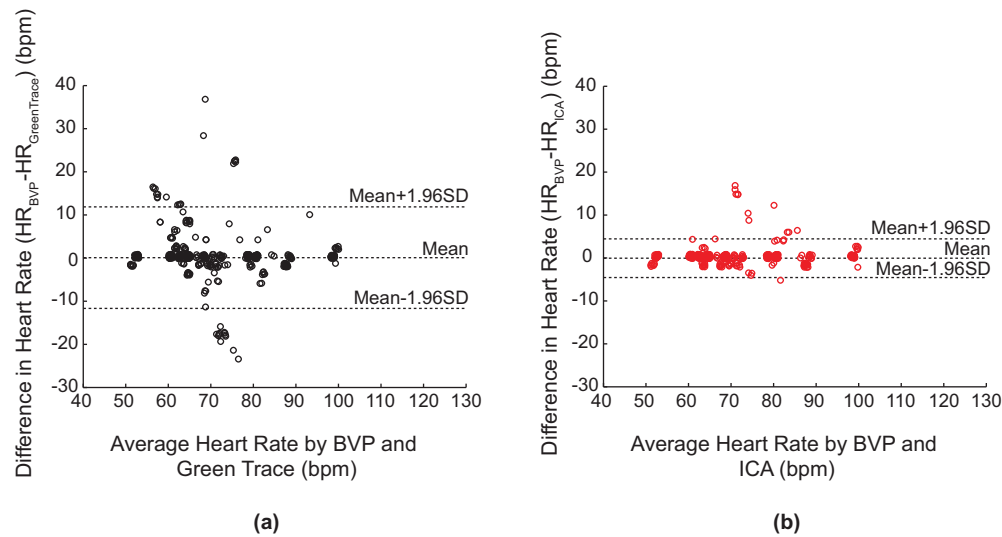 Difference in Heart Rate (HR_BVP-HR_GreenTrace) (bpm)
40
30
20
10
0
-10
-20
-30
Mean+1.96SD
Mean
Mean-1.96SD
40 50 60 70 80 90 100 110 120 130
Average Heart Rate by BVP and
Green Trace (bpm)
(a)
Difference in Heart Rate (HR_BVP-HR_ICA) (bpm)
40
30
20
10
0
-10
-20
-30
Mean+1.96SD
Mean
Mean-1.96SD
40 50 60 70 80 90 100 110 120 130
Average Heart Rate by BVP and
ICA (bpm)
(b)